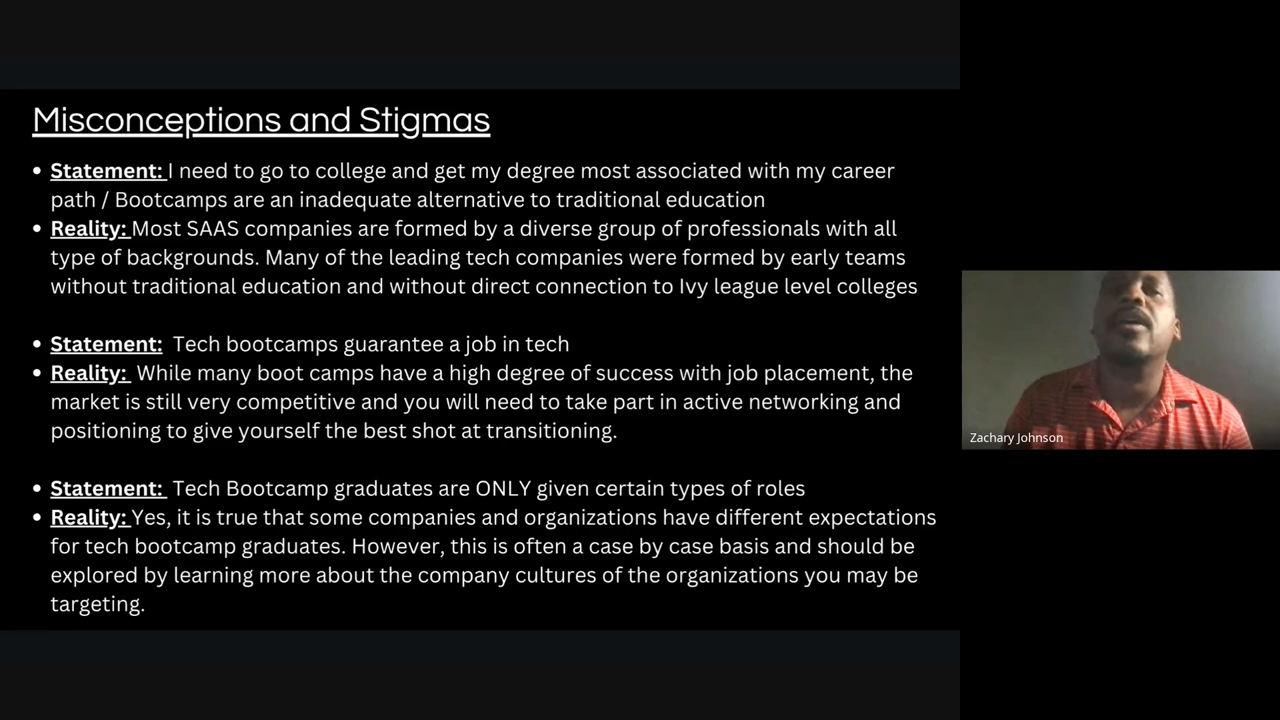 Misconceptions and Stigmas
• Statement: I need to go to college and get my degree most associated with my career
path / Bootcamps are an inadequate alternative to traditional education
• Reality: Most SAAS companies are formed by a diverse group of professionals with all
type of backgrounds. Many of the leading tech companies were formed by early teams
without traditional education and without direct connection to Ivy league level colleges
• Statement: Tech bootcamps guarantee a job in tech
• Reality: While many boot camps have a high degree of success with job placement, the
market is still very competitive and you will need to take part in active networking and
positioning to give yourself the best shot at transitioning.
• Statement: Tech Bootcamp graduates are ONLY given certain types of roles
• Reality: Yes, it is true that some companies and organizations have different expectations
for tech bootcamp graduates. However, this is often a case by case basis and should be
explored by learning more about the company cultures of the organizations you may be
targeting.
Zachary Johnson